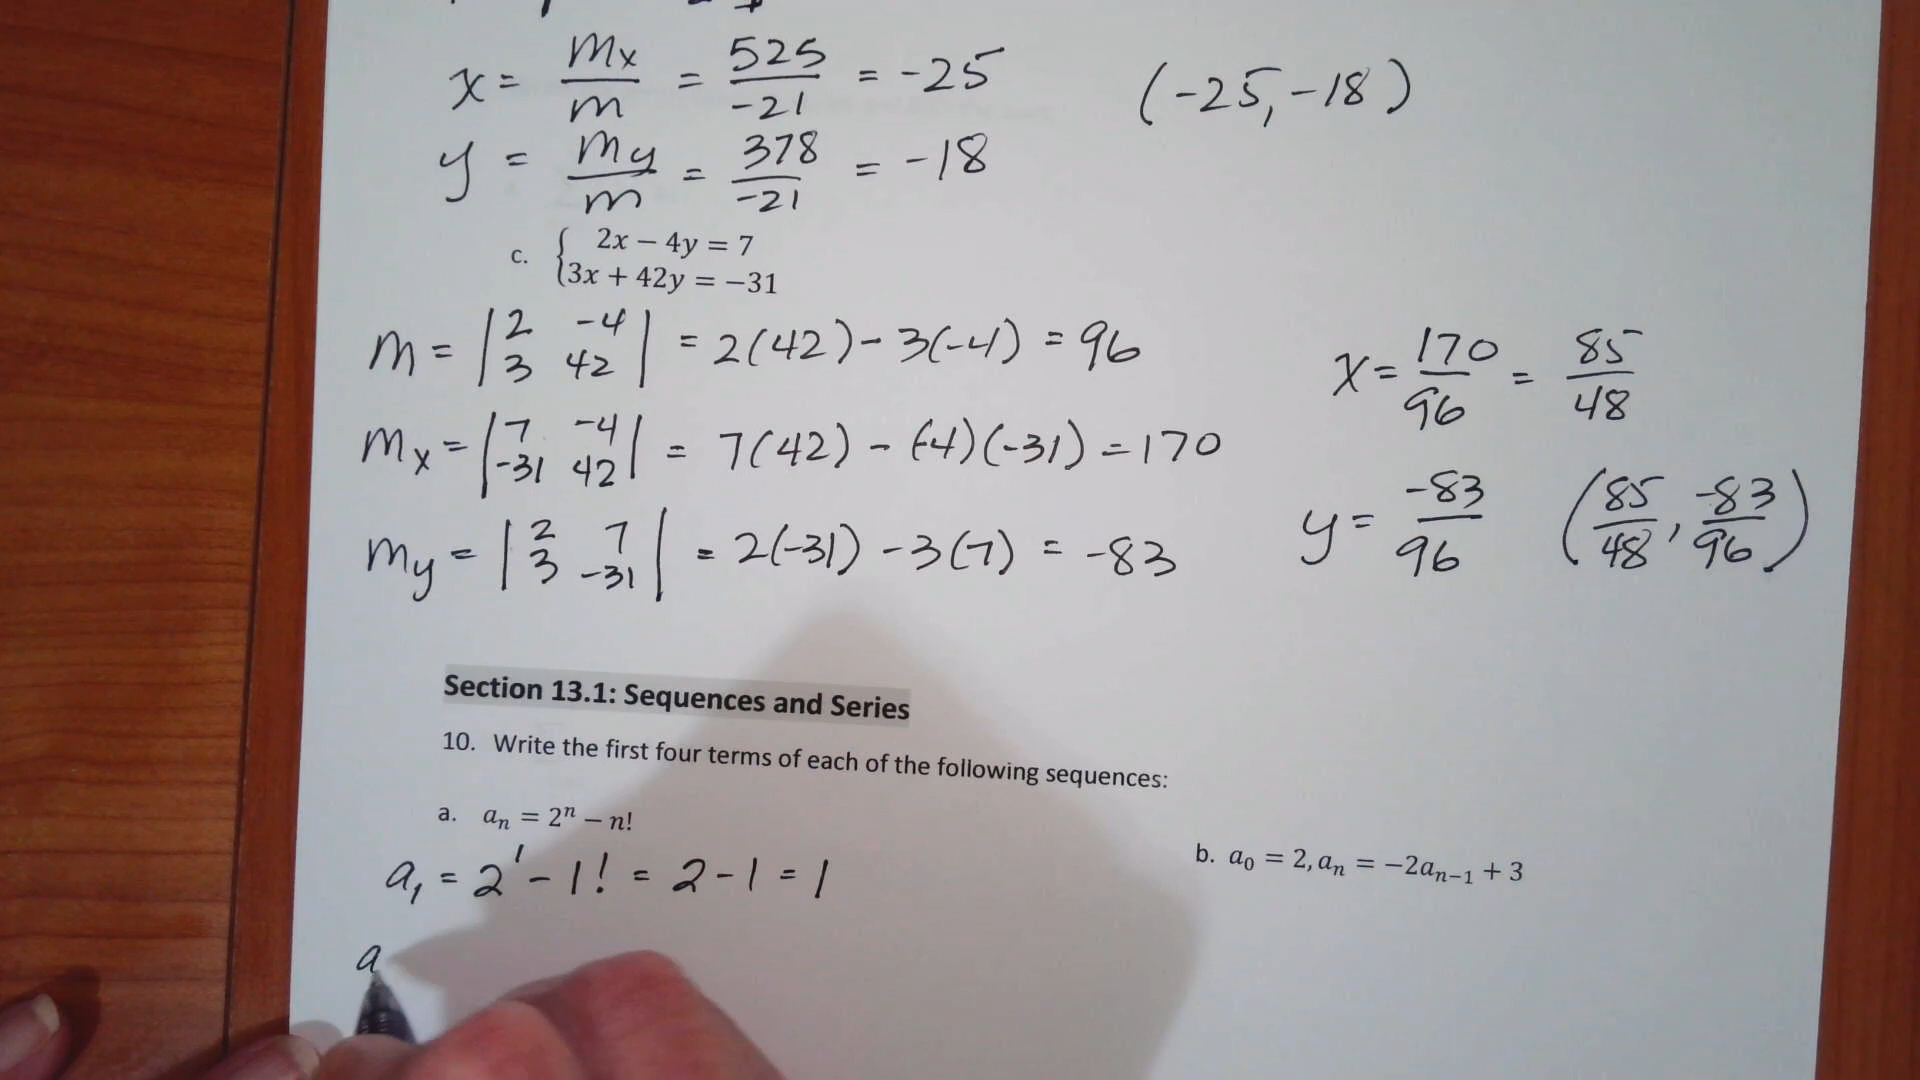 x = mx/m = 525/-21 = -25 (-25, -18)
y = my/m = 378/-21 = -18
c. { 2x − 4y = 7
3x + 42y = −31
m = | 2 -4 | = 2(42) - 3(-4) = 96
| 3 42 |
x = 170/96 = 85/48
mx = | 7 -4 | = 7(42) - (-4)(-31) = 170
| -31 42 |
y = -83/96 (85/48, -83/96)
my = | 2 7 | = 2(-31) - 3(7) = -83
| 3 -31 |
Section 13.1: Sequences and Series
10. Write the first four terms of each of the following sequences:
a. aₙ = 2ⁿ − n!
b. a₀ = 2, aₙ = −2aₙ₋₁ + 3
a₁ = 2¹ - 1! = 2 - 1 = 1
a